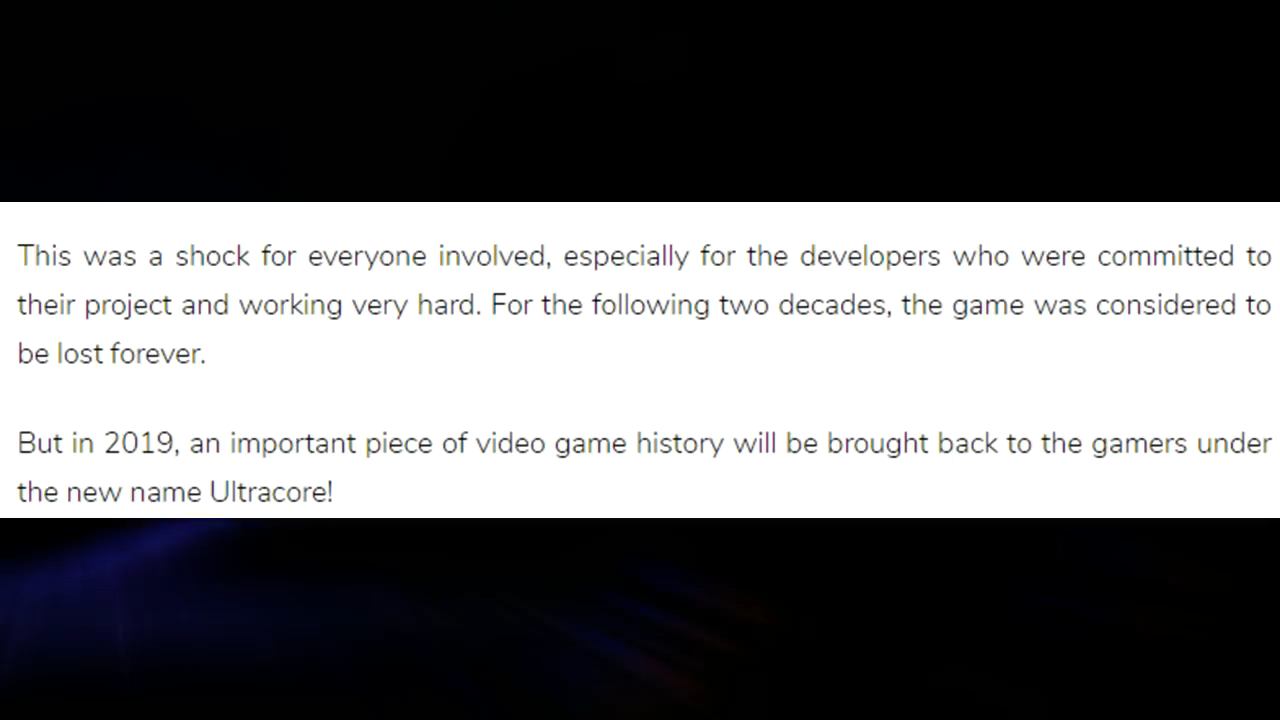 This was a shock for everyone involved, especially for the developers who were committed to
their project and working very hard. For the following two decades, the game was considered to
be lost forever.
But in 2019, an important piece of video game history will be brought back to the gamers under
the new name Ultracore!